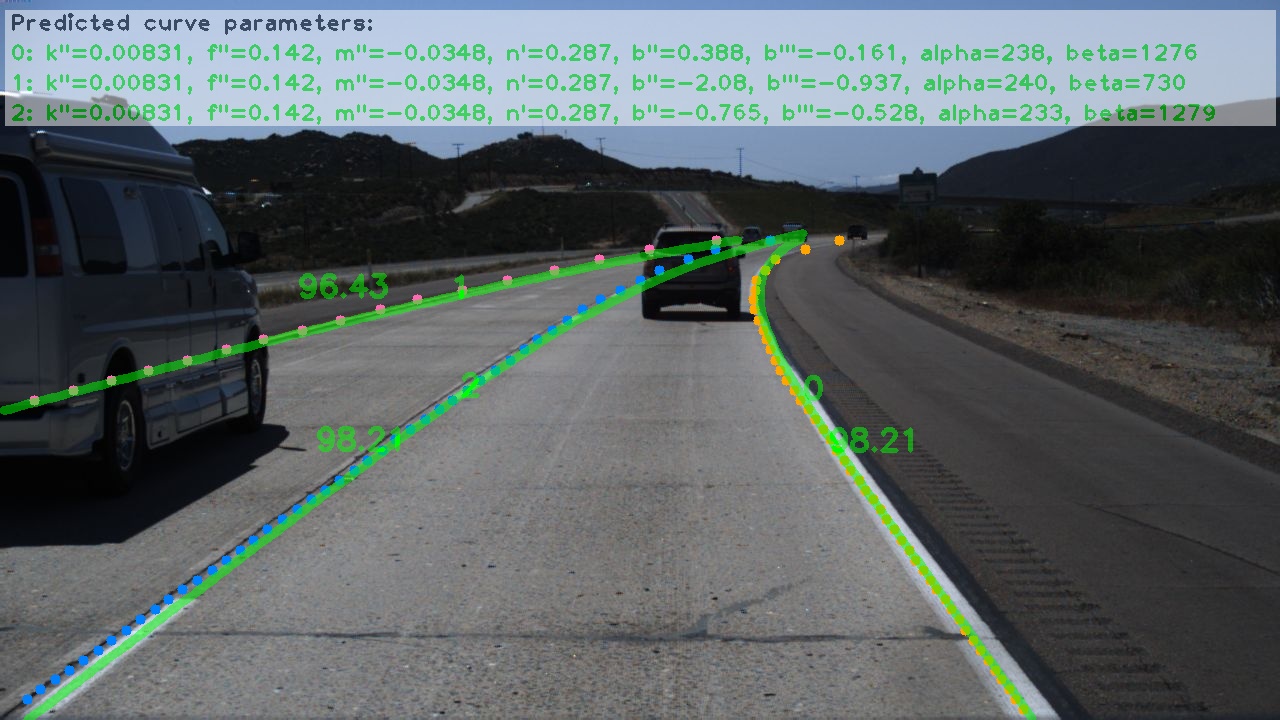 Predicted curve parameters:
0: k''=0.00831, f''=0.142, m''=-0.0348, n'=0.287, b''=0.388, b'''=-0.161, alpha=238, beta=1276
1: k''=0.00831, f''=0.142, m''=-0.0348, n'=0.287, b''=-2.08, b'''=-0.937, alpha=240, beta=730
2: k''=0.00831, f''=0.142, m''=-0.0348, n'=0.287, b''=-0.765, b'''=-0.528, alpha=233, beta=1279
96.43 1
2 0
98.21 98.21